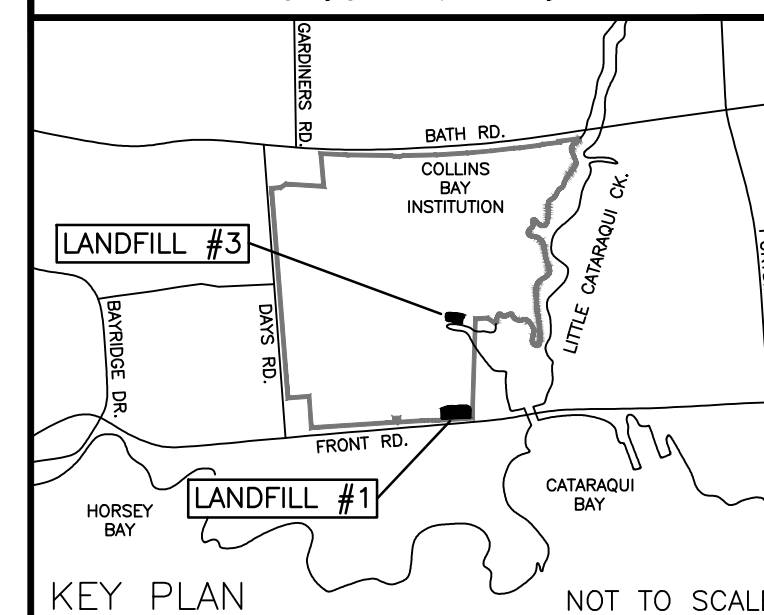 GARDINERS RD.
BATH RD.
COLLINS
BAY
INSTITUTION
LITTLE CATARAQUI CK.
LANDFILL #3
BAYRIDGE DR.
DAYS RD.
FRONT RD.
LANDFILL #1
HORSEY
BAY
CATARAQUI
BAY
KEY PLAN
NOT TO SCALE